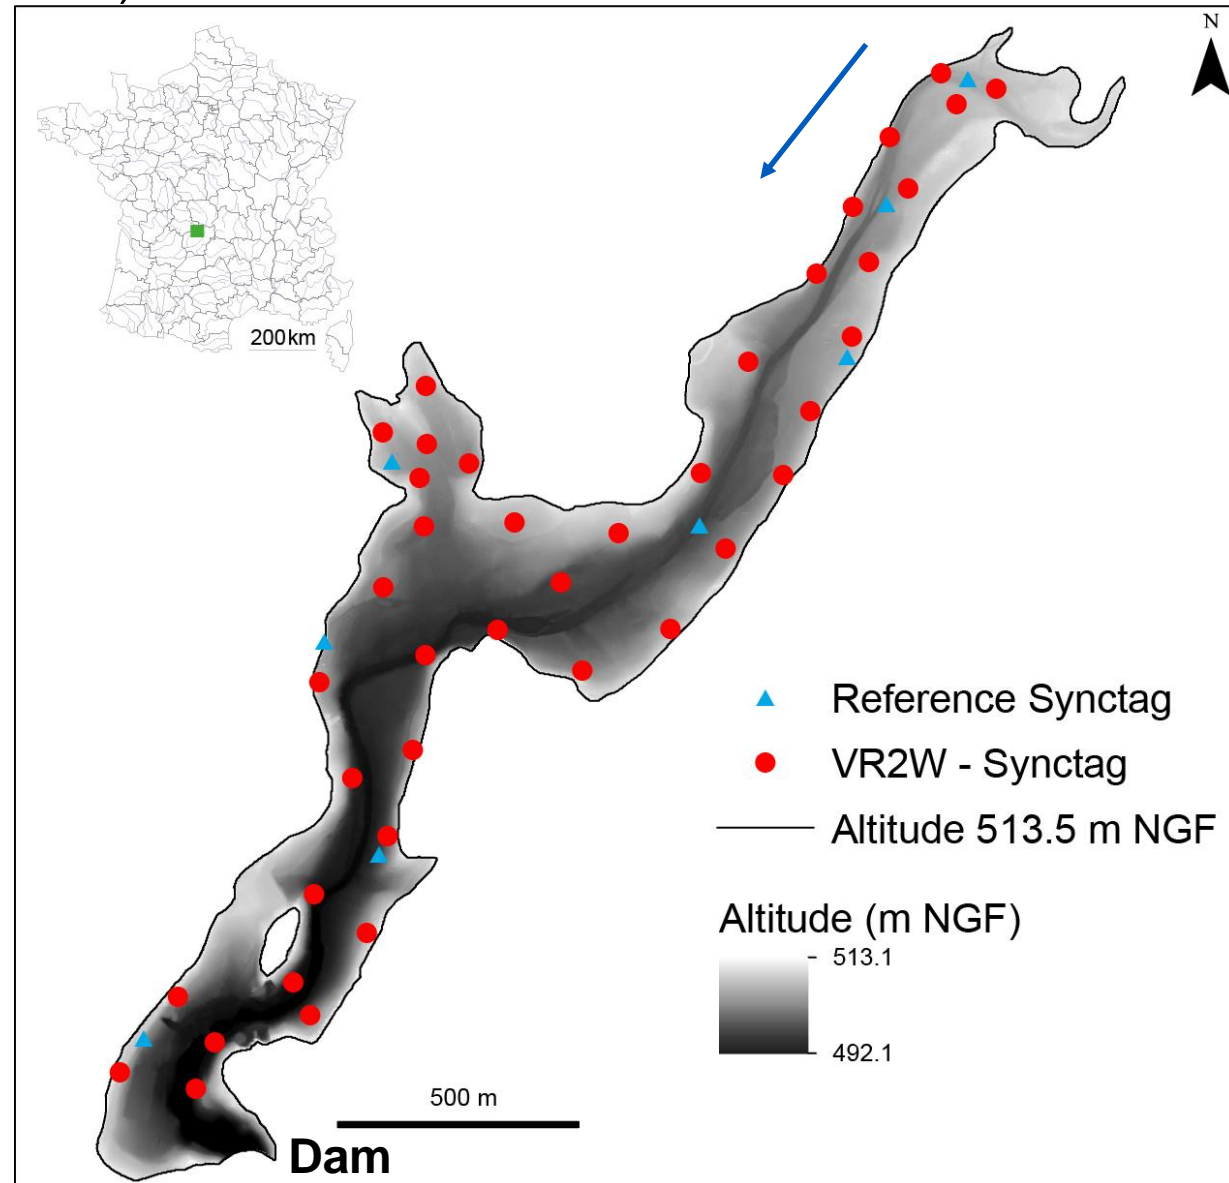 N
200km
Reference Synctag
VR2W - Synctag
Altitude 513.5 m NGF
Altitude (m NGF)
513.1
492.1
500 m
Dam